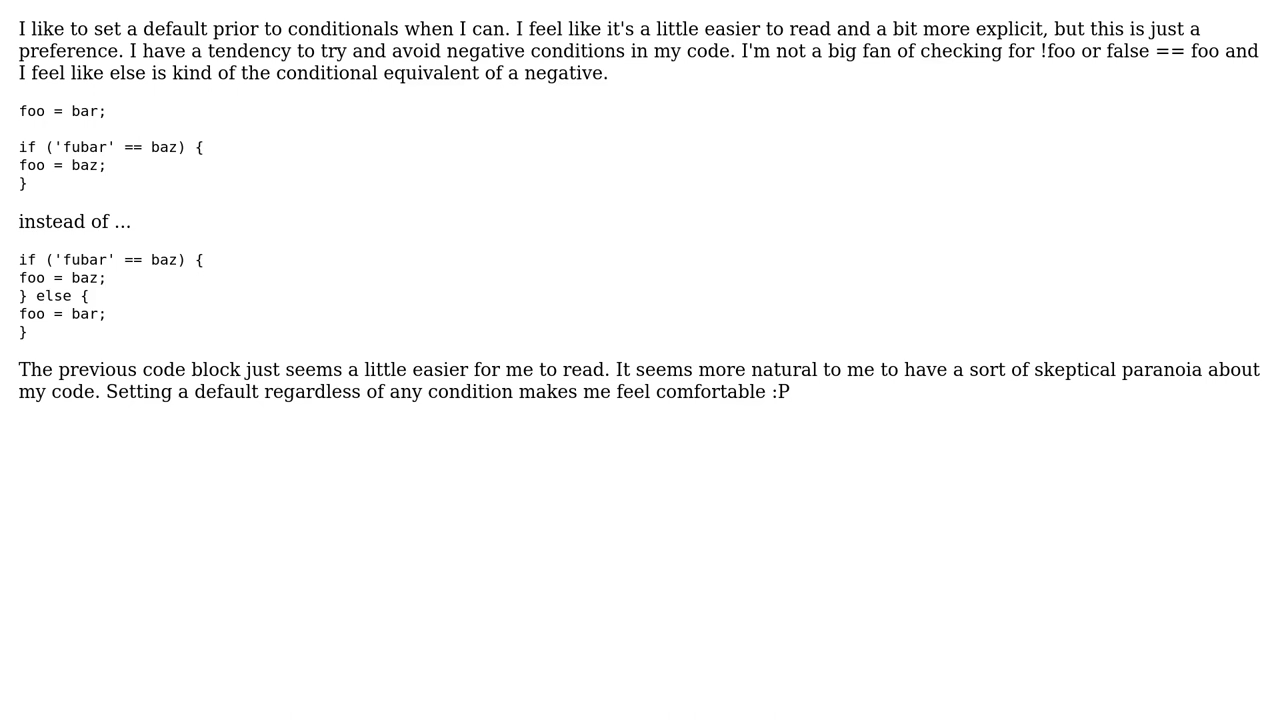 I like to set a default prior to conditionals when I can. I feel like it's a little easier to read and a bit more explicit, but this is just a
preference. I have a tendency to try and avoid negative conditions in my code. I'm not a big fan of checking for !foo or false == foo and
I feel like else is kind of the conditional equivalent of a negative.
foo = bar;
if ('fubar' == baz) {
foo = baz;
}
instead of ...
if ('fubar' == baz) {
foo = baz;
} else {
foo = bar;
}
The previous code block just seems a little easier for me to read. It seems more natural to me to have a sort of skeptical paranoia about
my code. Setting a default regardless of any condition makes me feel comfortable :P